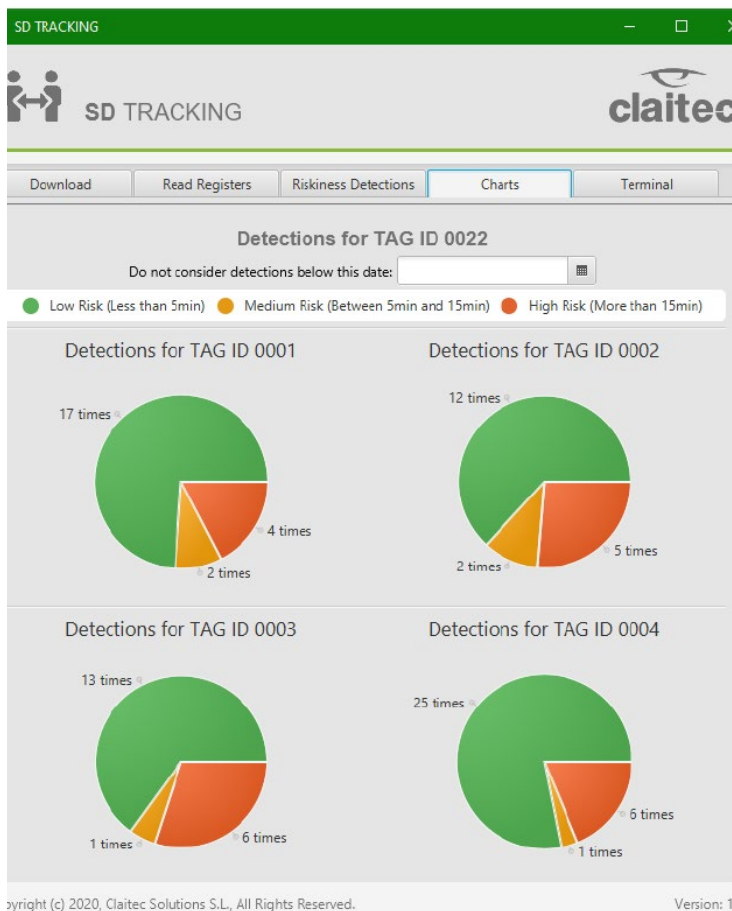 SD TRACKING
SD TRACKING
claitec
Download Read Registers Riskiness Detections Charts Terminal
Detections for TAG ID 0022
Do not consider detections below this date:
Low Risk (Less than 5min) Medium Risk (Between 5min and 15min) High Risk (More than 15min)
Detections for TAG ID 0001
17 times
4 times
2 times
Detections for TAG ID 0002
12 times
5 times
2 times
Detections for TAG ID 0003
13 times
6 times
1 times
Detections for TAG ID 0004
25 times
6 times
1 times
pyright (c) 2020, Claitec Solutions S.L., All Rights Reserved.
Version: 1